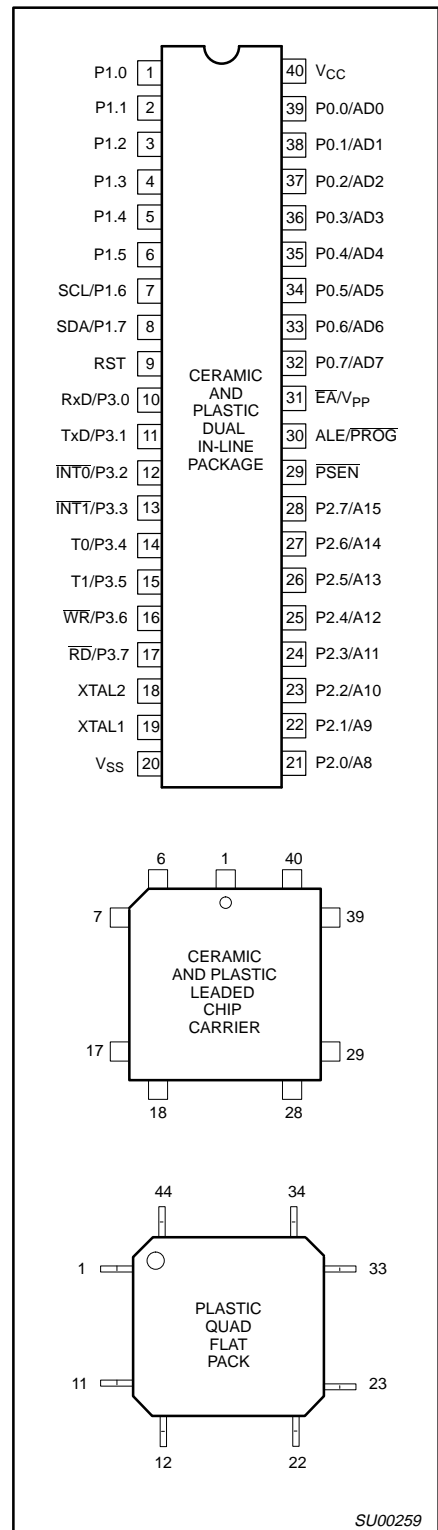 P1.0 1 40 VCC
P1.1 2 39 P0.0/AD0
P1.2 3 38 P0.1/AD1
P1.3 4 37 P0.2/AD2
P1.4 5 36 P0.3/AD3
P1.5 6 35 P0.4/AD4
SCL/P1.6 7 34 P0.5/AD5
SDA/P1.7 8 33 P0.6/AD6
RST 9 32 P0.7/AD7
RxD/P3.0 10 31 E̅A̅/VPP
TxD/P3.1 11 30 ALE/P̅R̅O̅G̅
I̅N̅T̅0̅/P3.2 12 29 P̅S̅E̅N̅
I̅N̅T̅1̅/P3.3 13 28 P2.7/A15
T0/P3.4 14 27 P2.6/A14
T1/P3.5 15 26 P2.5/A13
W̅R̅/P3.6 16 25 P2.4/A12
R̅D̅/P3.7 17 24 P2.3/A11
XTAL2 18 23 P2.2/A10
XTAL1 19 22 P2.1/A9
VSS 20 21 P2.0/A8
CERAMIC
AND
PLASTIC
DUAL
IN-LINE
PACKAGE
6 1 40
7 39
CERAMIC
AND PLASTIC
LEADED
CHIP
CARRIER
17 29
18 28
44 34
1 33
PLASTIC
QUAD
FLAT
PACK
11 23
12 22
SU00259